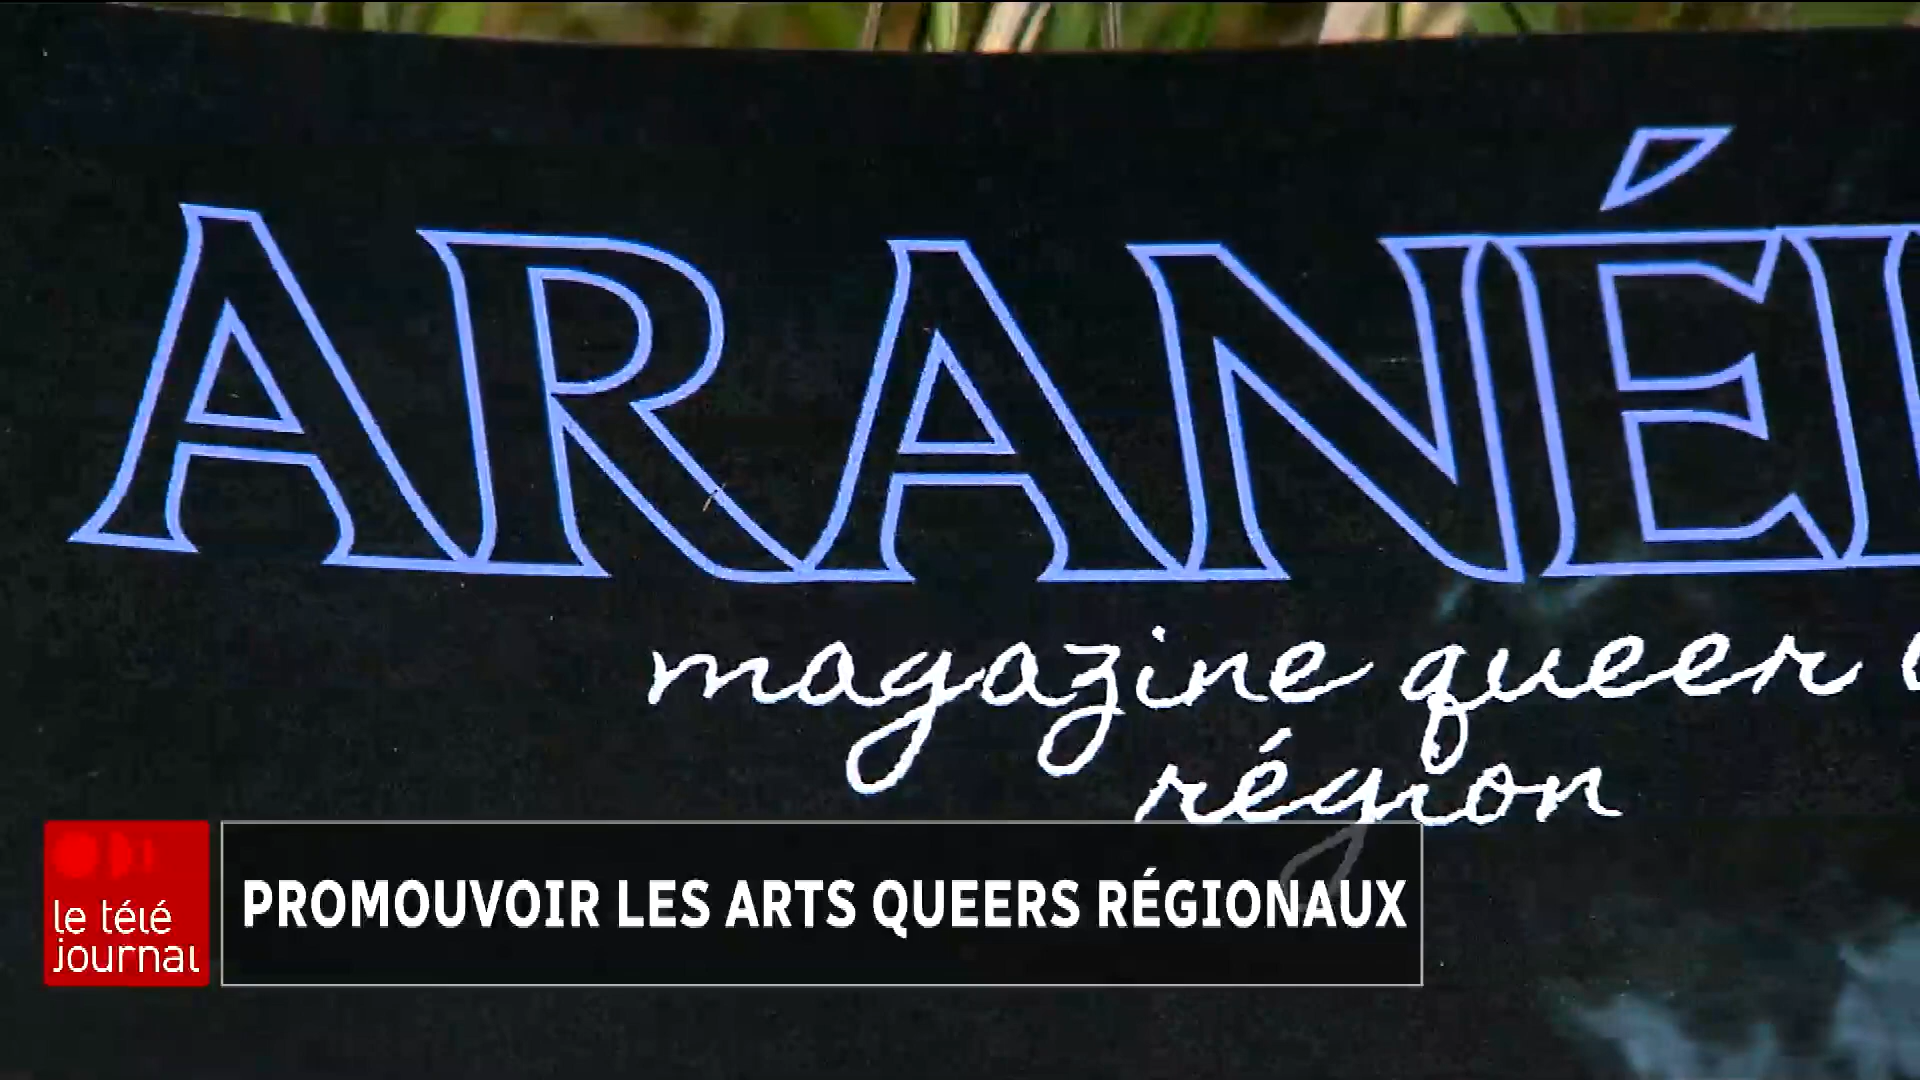 ARANÉ
magazine queer
région
le télé
journal
PROMOUVOIR LES ARTS QUEERS RÉGIONAUX